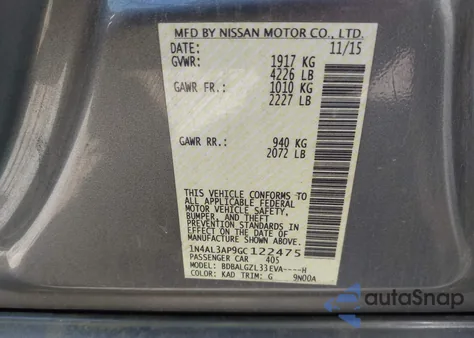 MFD BY NISSAN MOTOR CO., LTD.
DATE: 11/15
GVWR: 1917 KG
4226 LB
GAWR FR.: 1010 KG
2227 LB
GAWR RR.: 940 KG
2072 LB
THIS VEHICLE CONFORMS TO
ALL APPLICABLE FEDERAL
MOTOR VEHICLE SAFETY,
BUMPER, AND THEFT
PREVENTION STANDARDS
IN EFFECT ON THE DATE OF
MANUFACTURE SHOWN ABOVE.
1N4AL3AP9GC122475
PASSENGER CAR 405
MODEL: BDBALGZL33EVA----H
COLOR: KAD TRIM: G 9N00A
autoSnap